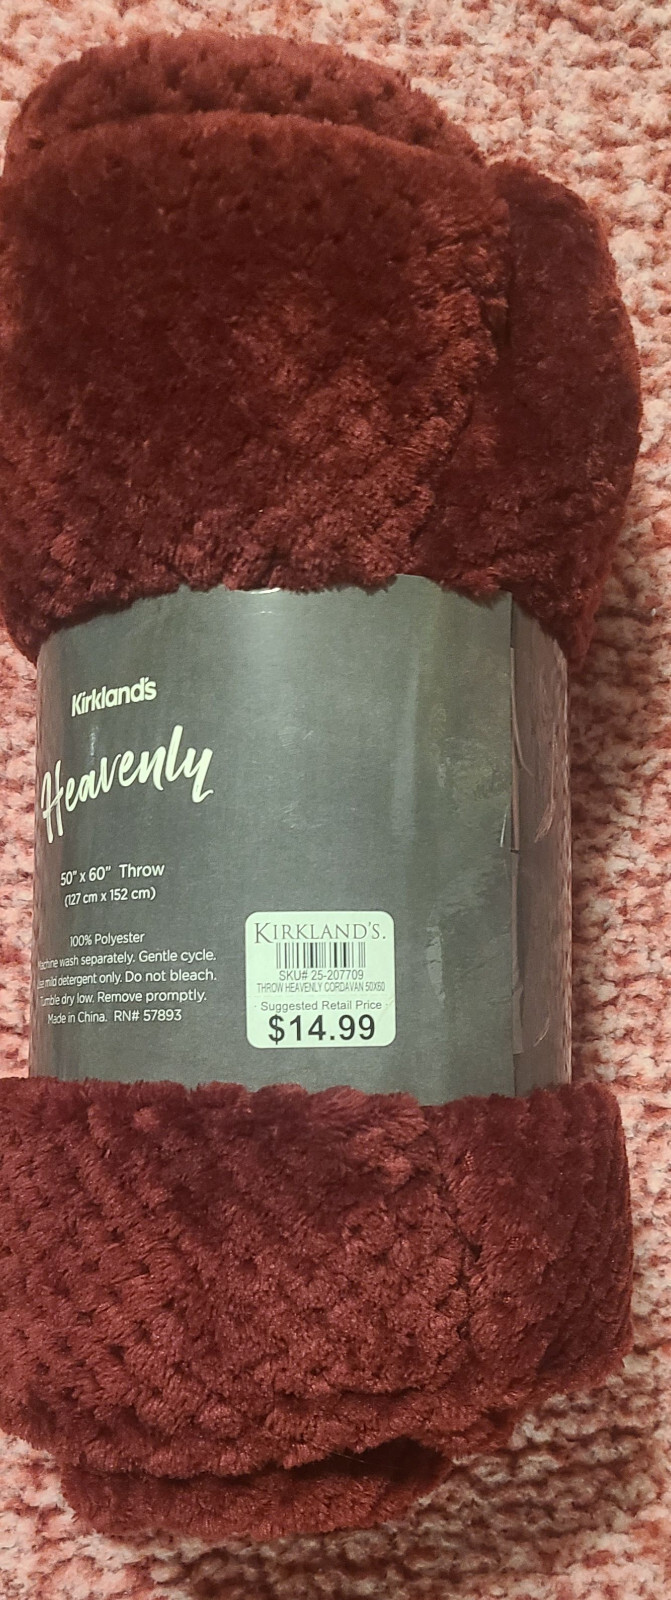 Kirkland's
Heavenly
50" x 60" Throw
(127 cm x 152 cm)
100% Polyester
Machine wash separately. Gentle cycle.
Use mild detergent only. Do not bleach.
Tumble dry low. Remove promptly.
Made in China. RN# 57893
KIRKLAND'S.
SKU# 25-207709
THROW HEAVENLY CORDAVAN 50X60
Suggested Retail Price
$14.99